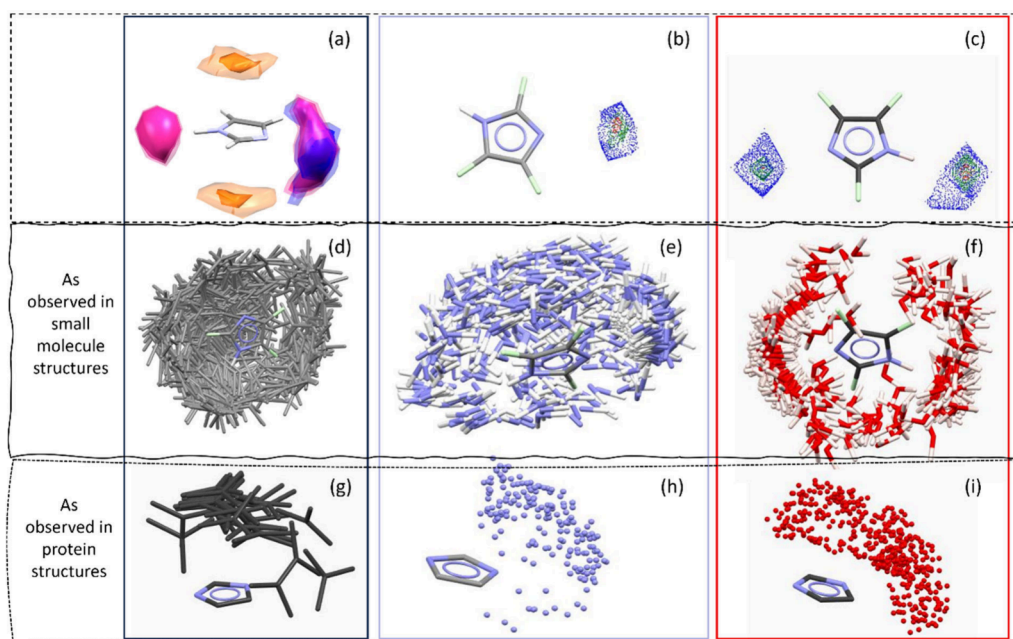 (a)
(b)
(c)
As
observed in
small
molecule
structures
(d)
(e)
(f)
As
observed in
protein
structures
(g)
(h)
(i)